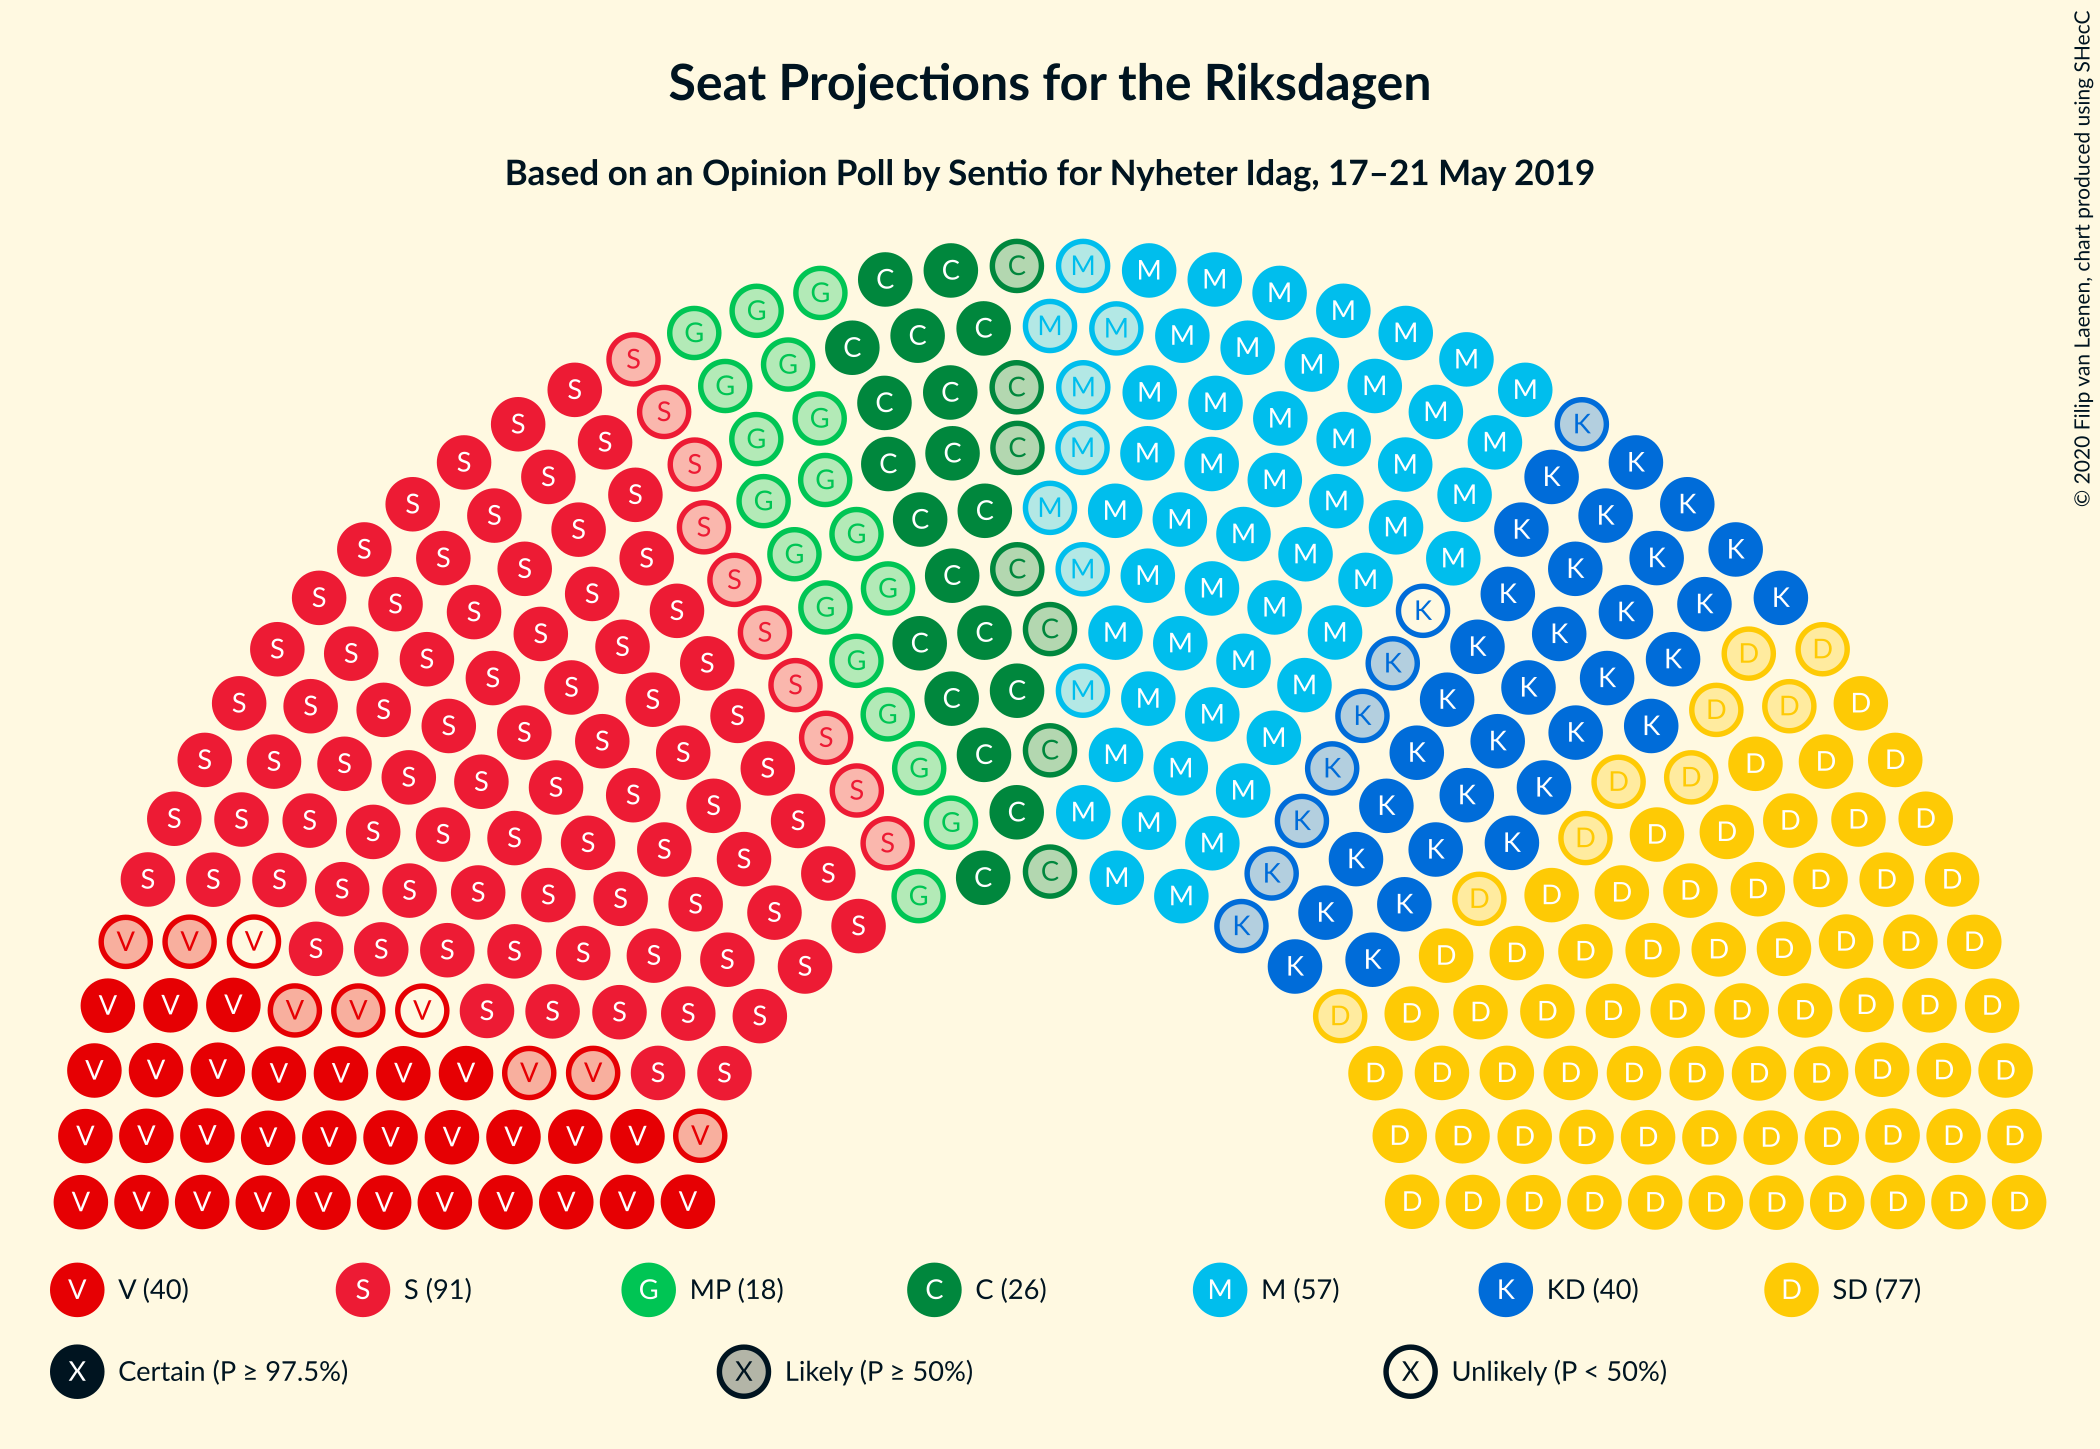 Seat Projections for the Riksdagen
Based on an Opinion Poll by Sentio for Nyheter Idag, 17–21 May 2019
© 2020 Filip van Laenen, chart produced using SHecC
V V (40) S S (91) G MP (18) C C (26) M M (57) K KD (40) D SD (77)
X Certain (P ≥ 97.5%) X Likely (P ≥ 50%) X Unlikely (P < 50%)